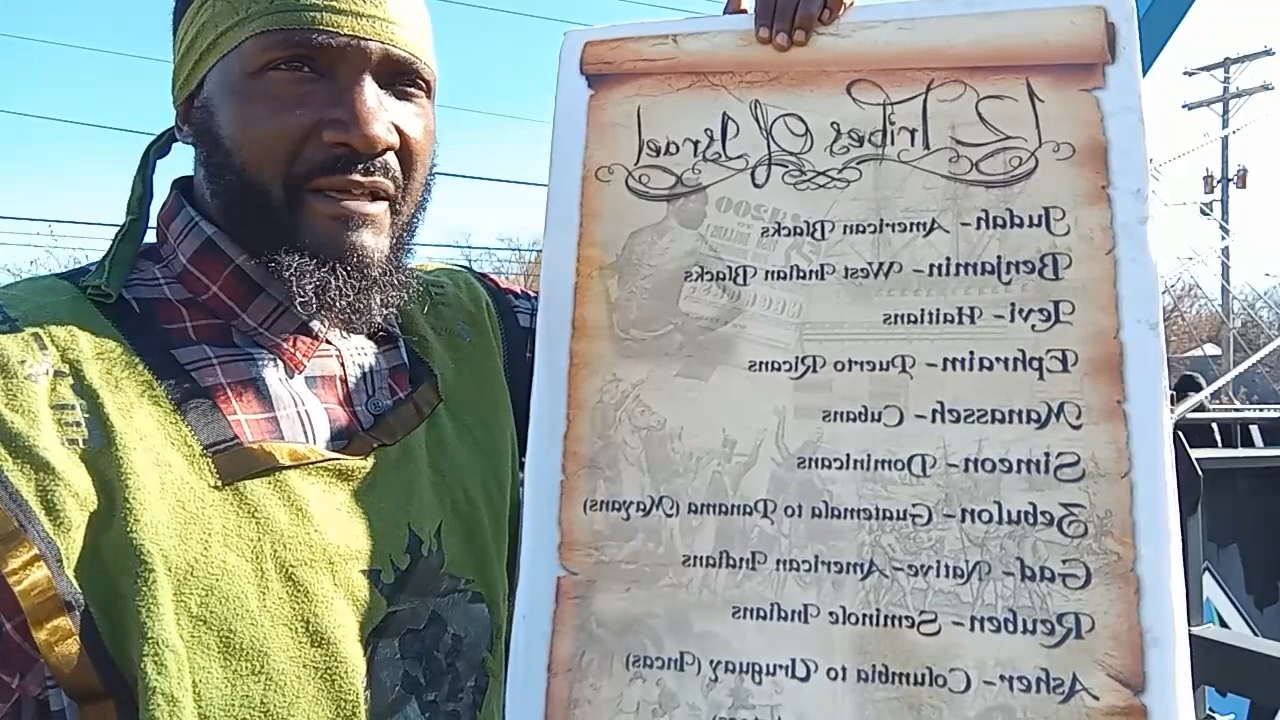 12 Tribes Of Israel
Judah- American Blacks
Benjamin- West Indian Blacks
Levi- Haitians
Ephraim- Puerto Ricans
Manasseh- Cubans
Simeon- Dominicans
Zebulon- Guatemala to Panama (Mayans)
Gad- Native-American Indians
Reuben- Seminole Indians
Asher- Columbia to Uruguay (Incas)